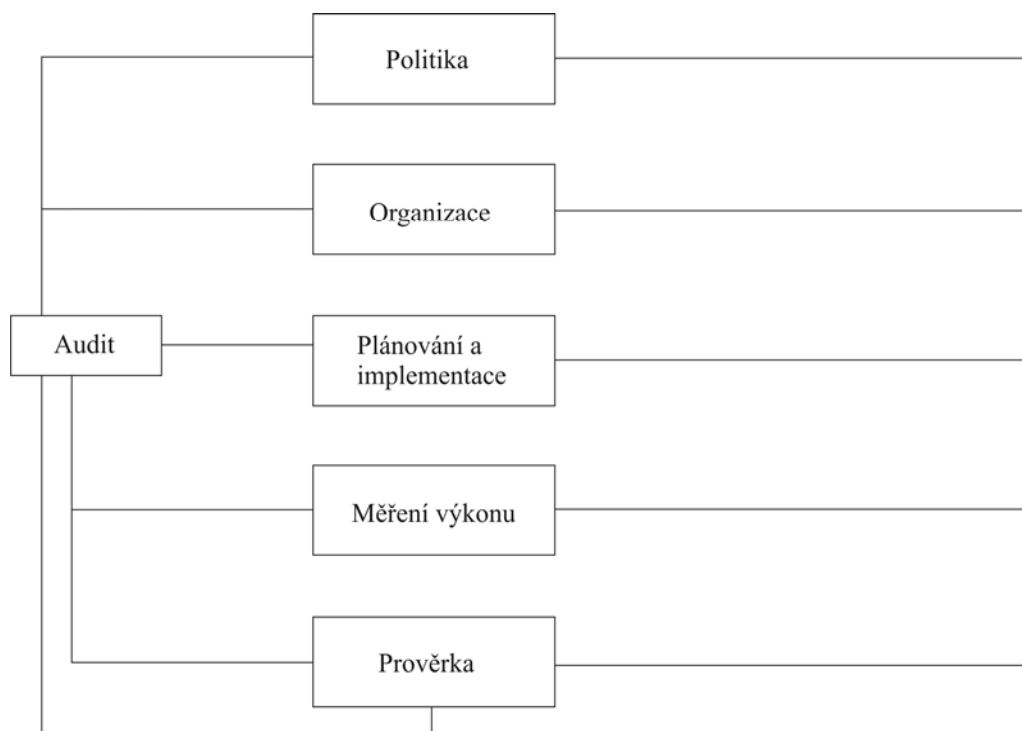 Politika
Organizace
Audit
Plánování a
implementace
Měření výkonu
Prověrka